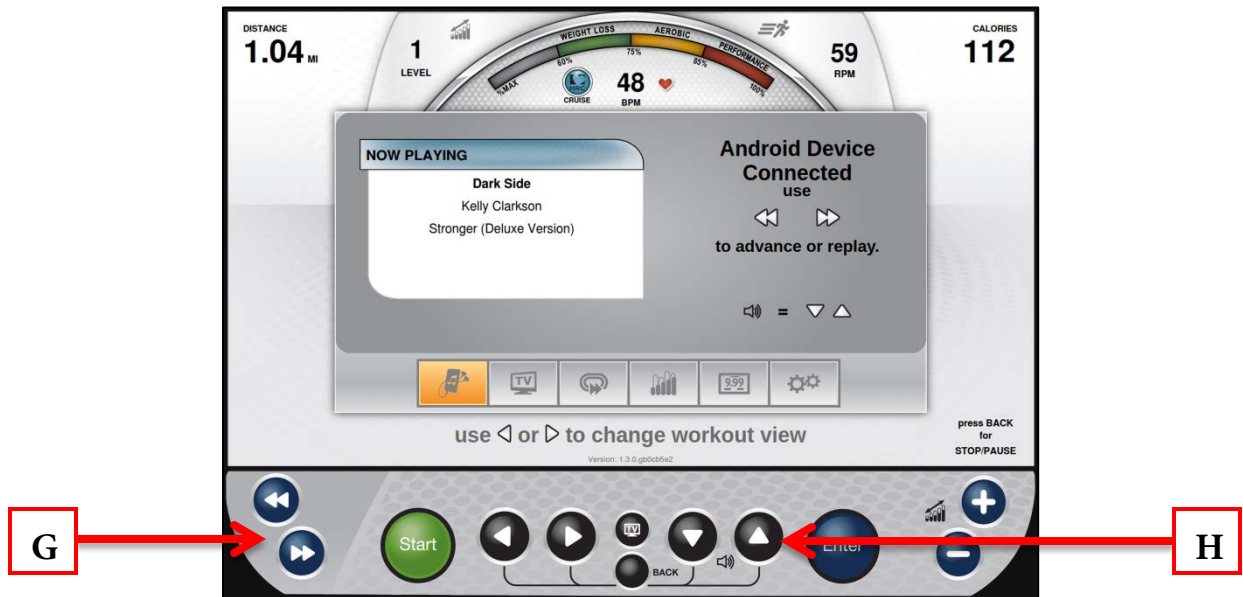 DISTANCE
1.04 MI
1
LEVEL
WEIGHT LOSS
AEROBIC
PERFORMANCE
%MAX
60%
75%
85%
100%
HRC
CRUISE
48
BPM
59
RPM
CALORIES
112
NOW PLAYING
Dark Side
Kelly Clarkson
Stronger (Deluxe Version)
Android Device
Connected
use
to advance or replay.
=
TV
9.99
use ◁ or ▷ to change workout view
Version: 1.3.0.gb0cb5e2
press BACK
for
STOP/PAUSE
G
Start
TV
BACK
Enter
H